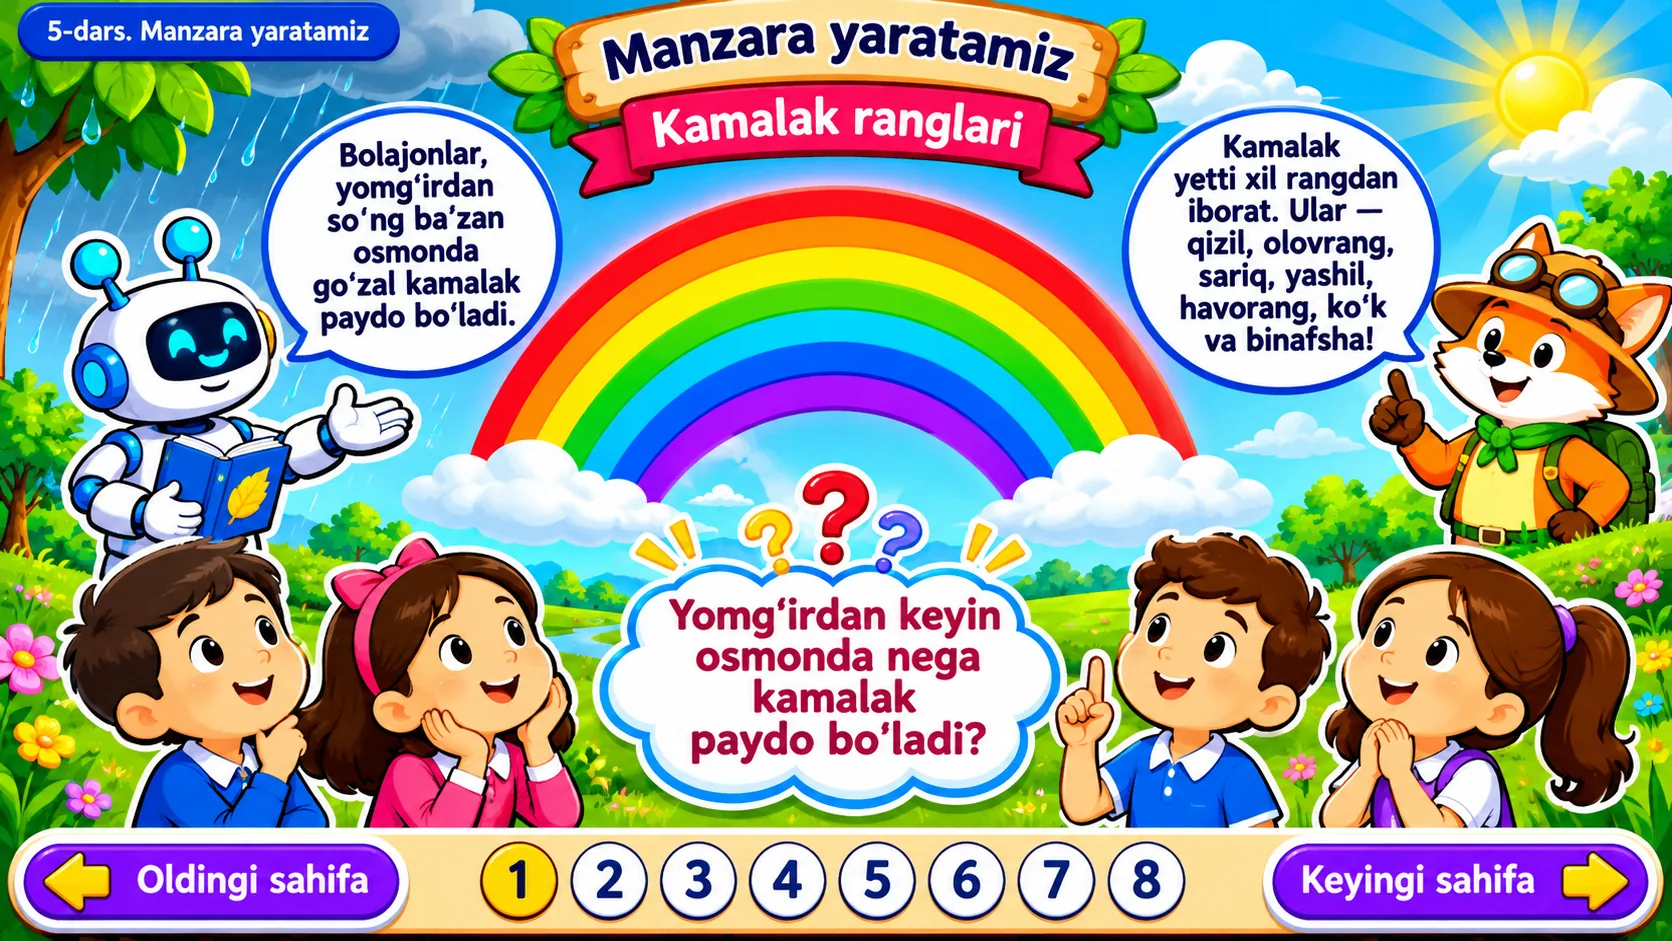 5-dars. Manzara yaratamiz
Manzara yaratamiz
Kamalak ranglari
Bolajonlar,
yomg‘irdan
so‘ng ba’zan
osmonda
go‘zal kamalak
paydo bo‘ladi.
Kamalak
yetti xil rangdan
iborat. Ular —
qizil, olovrang,
sariq, yashil,
havorang, ko‘k
va binafsha!
? ? ?
Yomg‘irdan keyin
osmonda nega
kamalak
paydo bo‘ladi?
Oldingi sahifa
1 2 3 4 5 6 7 8
Keyingi sahifa